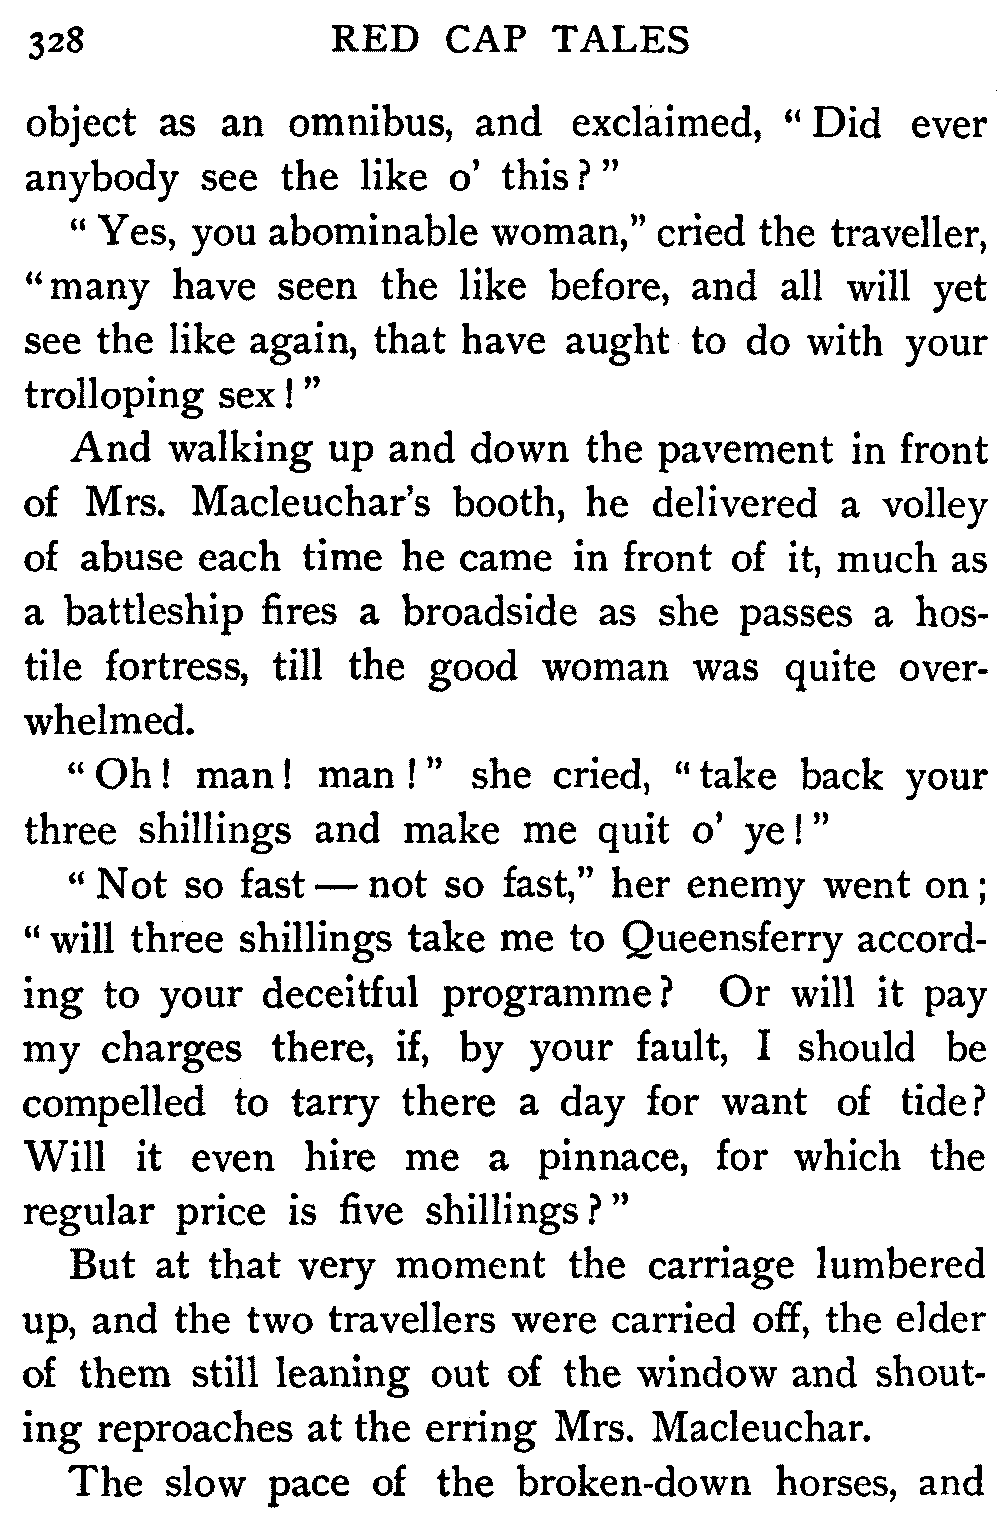 328 RED CAP TALES
object as an omnibus, and exclaimed, “Did ever
anybody see the like o’ this?”
“Yes, you abominable woman,” cried the traveller,
“many have seen the like before, and all will yet
see the like again, that have aught to do with your
trolloping sex!”
And walking up and down the pavement in front
of Mrs. Macleuchar’s booth, he delivered a volley
of abuse each time he came in front of it, much as
a battleship fires a broadside as she passes a hos-
tile fortress, till the good woman was quite over-
whelmed.
“Oh! man! man!” she cried, “take back your
three shillings and make me quit o’ ye!”
“Not so fast — not so fast,” her enemy went on;
“will three shillings take me to Queensferry accord-
ing to your deceitful programme? Or will it pay
my charges there, if, by your fault, I should be
compelled to tarry there a day for want of tide?
Will it even hire me a pinnace, for which the
regular price is five shillings?”
But at that very moment the carriage lumbered
up, and the two travellers were carried off, the elder
of them still leaning out of the window and shout-
ing reproaches at the erring Mrs. Macleuchar.
The slow pace of the broken-down horses, and